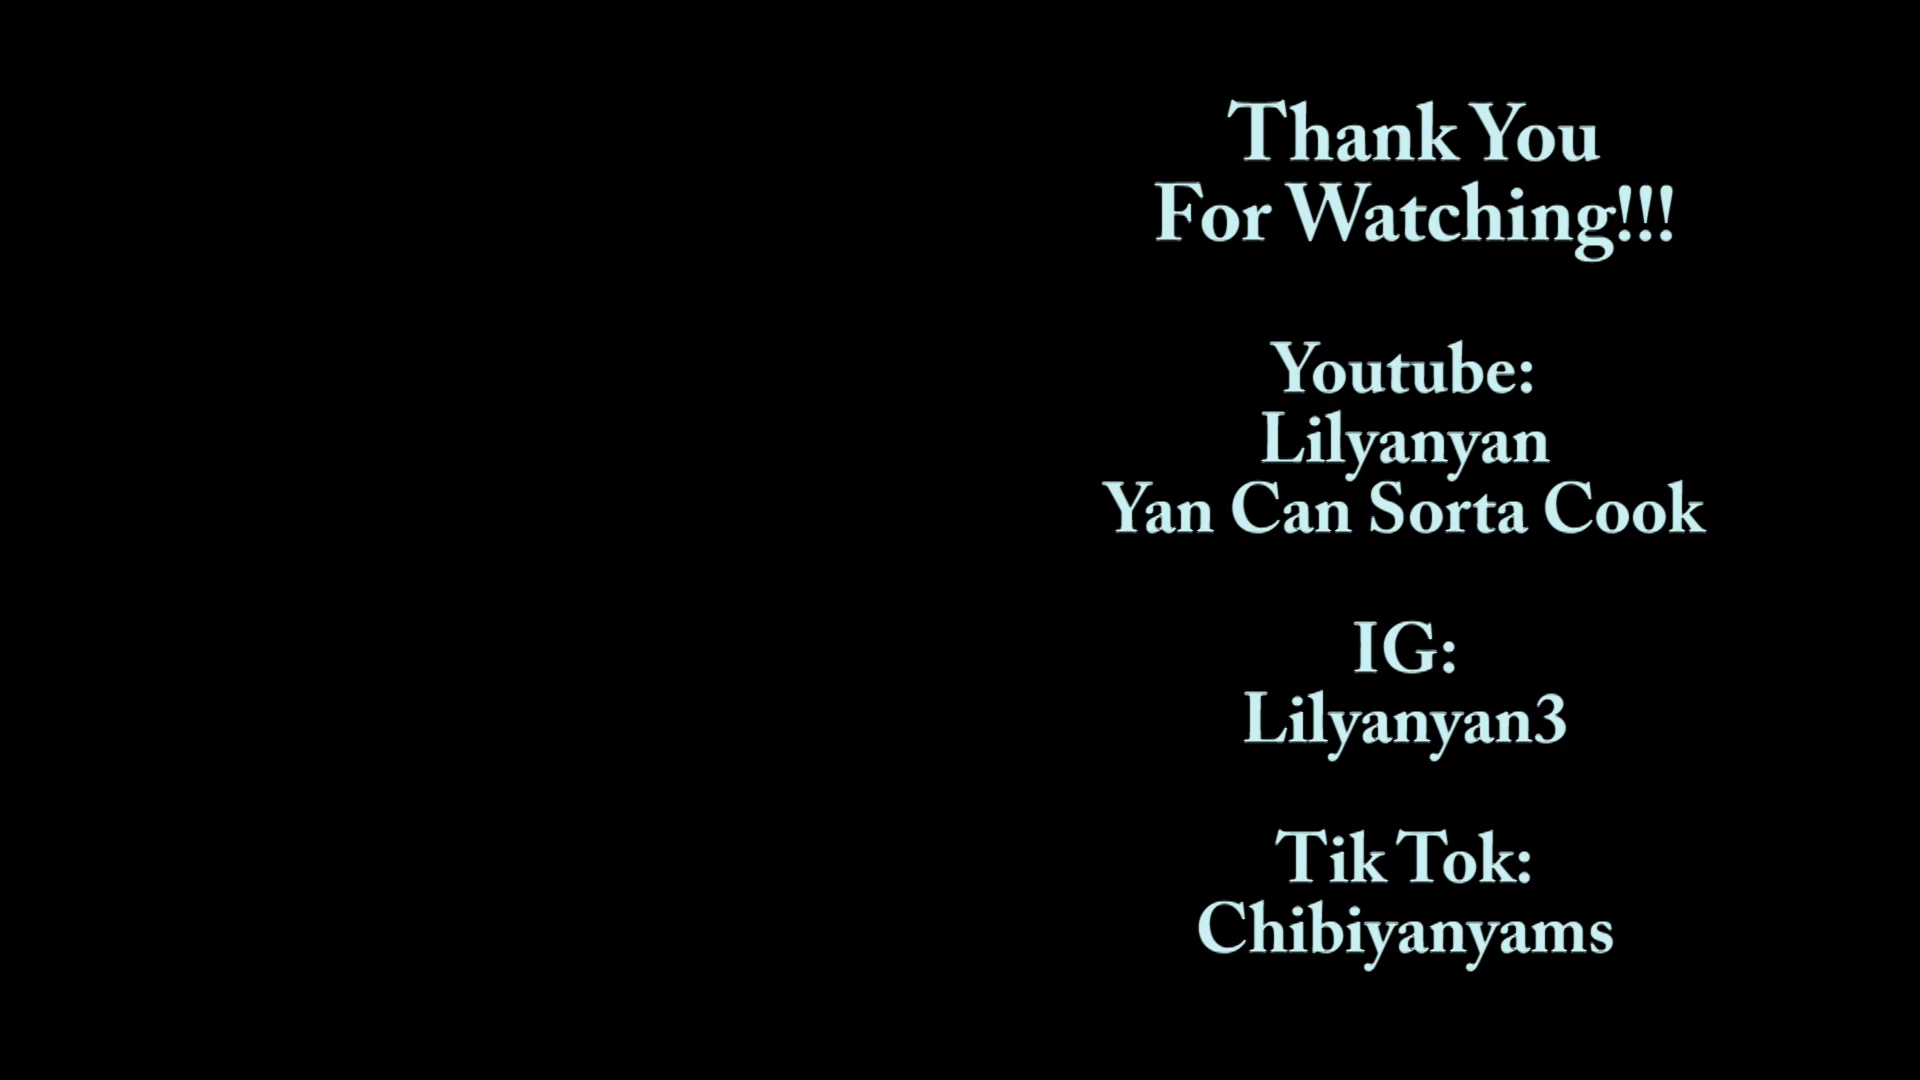 Thank You
For Watching!!!
Youtube:
Lilyanyan
Yan Can Sorta Cook
IG:
Lilyanyan3
Tik Tok:
Chibiyanyams